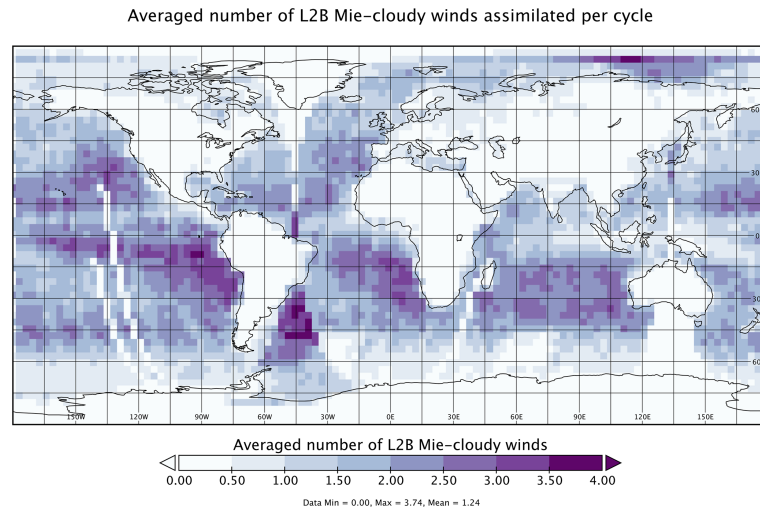 Averaged number of L2B Mie-cloudy winds assimilated per cycle
60
30
0
30
60
150W 120W 90W 60W 30W 0E 30E 60E 90E 120E 150E
Averaged number of L2B Mie-cloudy winds
0.00 0.50 1.00 1.50 2.00 2.50 3.00 3.50 4.00
Data Min = 0.00, Max = 3.74, Mean = 1.24